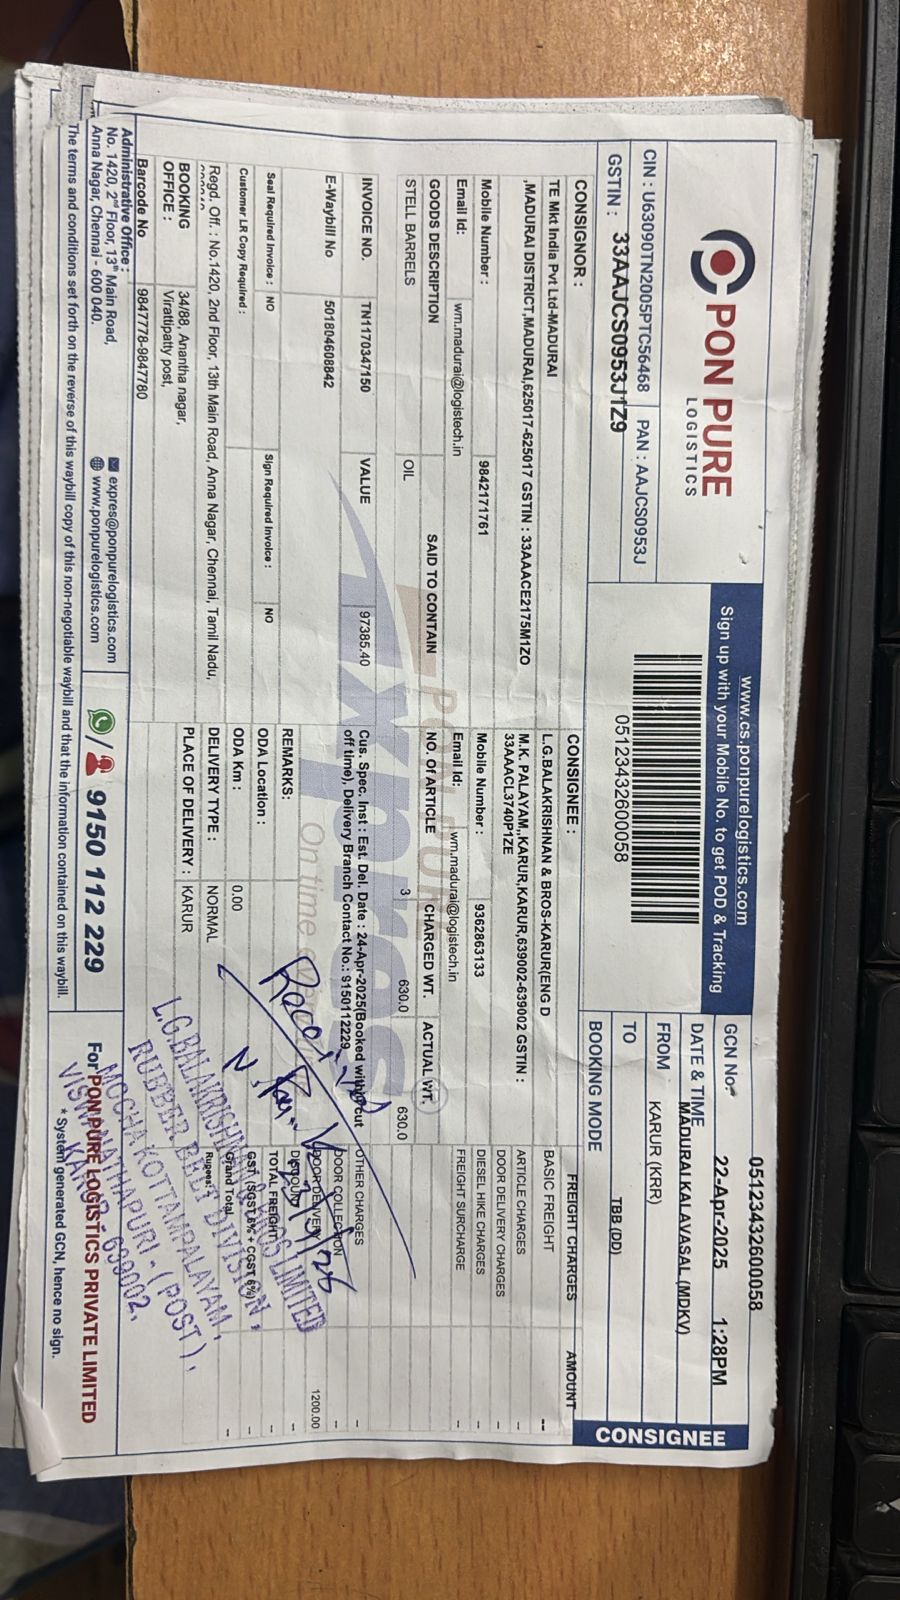 PON PURE
LOGISTICS
CIN : U63090TN2005PTC56468
PAN : AAJCS0953J
GSTIN : 33AAJCS0953J1Z9
www.cs.ponpurelogistics.com
Sign up with your Mobile No. to get POD & Tracking
0512343260058
GCN No:
0512343260058
DATE & TIME
22-Apr-2025 1:28PM
FROM
MADURAI KALAVASAL (MDKV)
TO
KARUR (KRR)
BOOKING MODE
TBB (DD)
CONSIGNEE
CONSIGNOR :
TE Mkt India Pvt Ltd-MADURAI
,MADURAI DISTRICT,MADURAI,625017-625017 GSTIN : 33AAACE2175M1ZO
Mobile Number : 9842171761
Email Id: wm.madurai@logistech.in
CONSIGNEE :
L.G.BALAKRISHNAN & BROS-KARUR(ENG D
M.K. PALAYAM,,KARUR,KARUR,639002-639002 GSTIN :
33AAACL3740P1ZE
Mobile Number : 9362863133
Email Id: wm.madurai@logistech.in
FREIGHT CHARGES AMOUNT
BASIC FREIGHT --
ARTICLE CHARGES -
DOOR DELIVERY CHARGES -
DIESEL HIKE CHARGES -
FREIGHT SURCHARGE -
GOODS DESCRIPTION SAID TO CONTAIN NO. Of ARTICLE CHARGED WT. ACTUAL WT.
STELL BARRELS OIL 3 630.0 630.0
INVOICE NO. TN1170347150 VALUE 97385.40
E-Waybill No 501804608842
Cus. Spec. Inst : Est. Del. Date : 24-Apr-2025(Booked within cut
off time), Delivery Branch Contact No.: 9150112229
OTHER CHARGES -
DOOR COLLECTION -
DOOR DELIVERY 1200.00
TOTAL FREIGHT -
GST (SGST 6% + CGST 6%) -
Grand Total --
Rupees:
Seal Required Invoice : NO Sign Required Invoice : NO
Customer LR Copy Required :
REMARKS:
ODA Location :
ODA Km : 0.00
DELIVERY TYPE : NORMAL
PLACE OF DELIVERY : KARUR
Regd. Off. : No.1420, 2nd Floor, 13th Main Road, Anna Nagar, Chennai, Tamil Nadu,
BOOKING
OFFICE :
34/88, Anantha nagar,
Virattipatty post,
Barcode No 9847778-9847780
PON PURE
Express
On time
L.G.BALAKRISHNAN & BROS LIMITED
RUBBER BELT DIVISION,
MOCHAKOTTAMPALAYAM,
VISWANATHAPURI - (POST),
KARUR 639002.
Administrative Office :
No. 1420, 2nd Floor, 13th Main Road,
Anna Nagar, Chennai - 600 040.
expres@ponpurelogistics.com
www.ponpurelogistics.com
9150 112 229
For PON PURE LOGISTICS PRIVATE LIMITED
* System generated GCN, hence no sign.
The terms and conditions set forth on the reverse of this waybill copy of this non-negotiable waybill and that the information contained on this waybill.